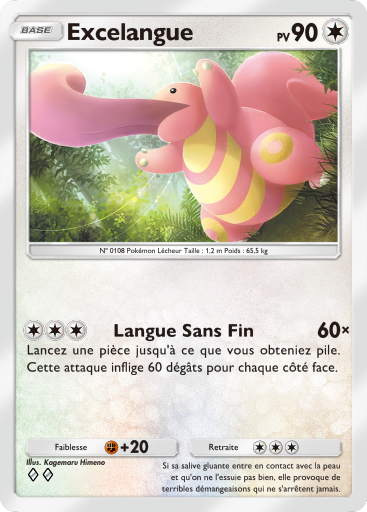 BASE
Excelangue
PV 90
N° 0108 Pokémon Lécheur Taille : 1,2 m Poids : 65,5 kg
Langue Sans Fin 60×
Lancez une pièce jusqu'à ce que vous obteniez pile.
Cette attaque inflige 60 dégâts pour chaque côté face.
Faiblesse +20
Retraite
Illus. Kagemaru Himeno
Si sa salive gluante entre en contact avec la peau
et qu'on ne l'essuie pas bien, elle provoque de
terribles démangeaisons qui ne s'arrêtent jamais.